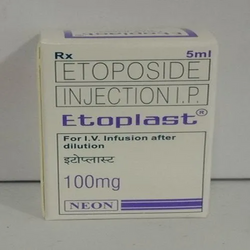 Rx 5ml
ETOPOSIDE
INJECTION I.P.
Etoplast®
For I.V. Infusion after
dilution
इटोप्लास्ट
100mg
NEON